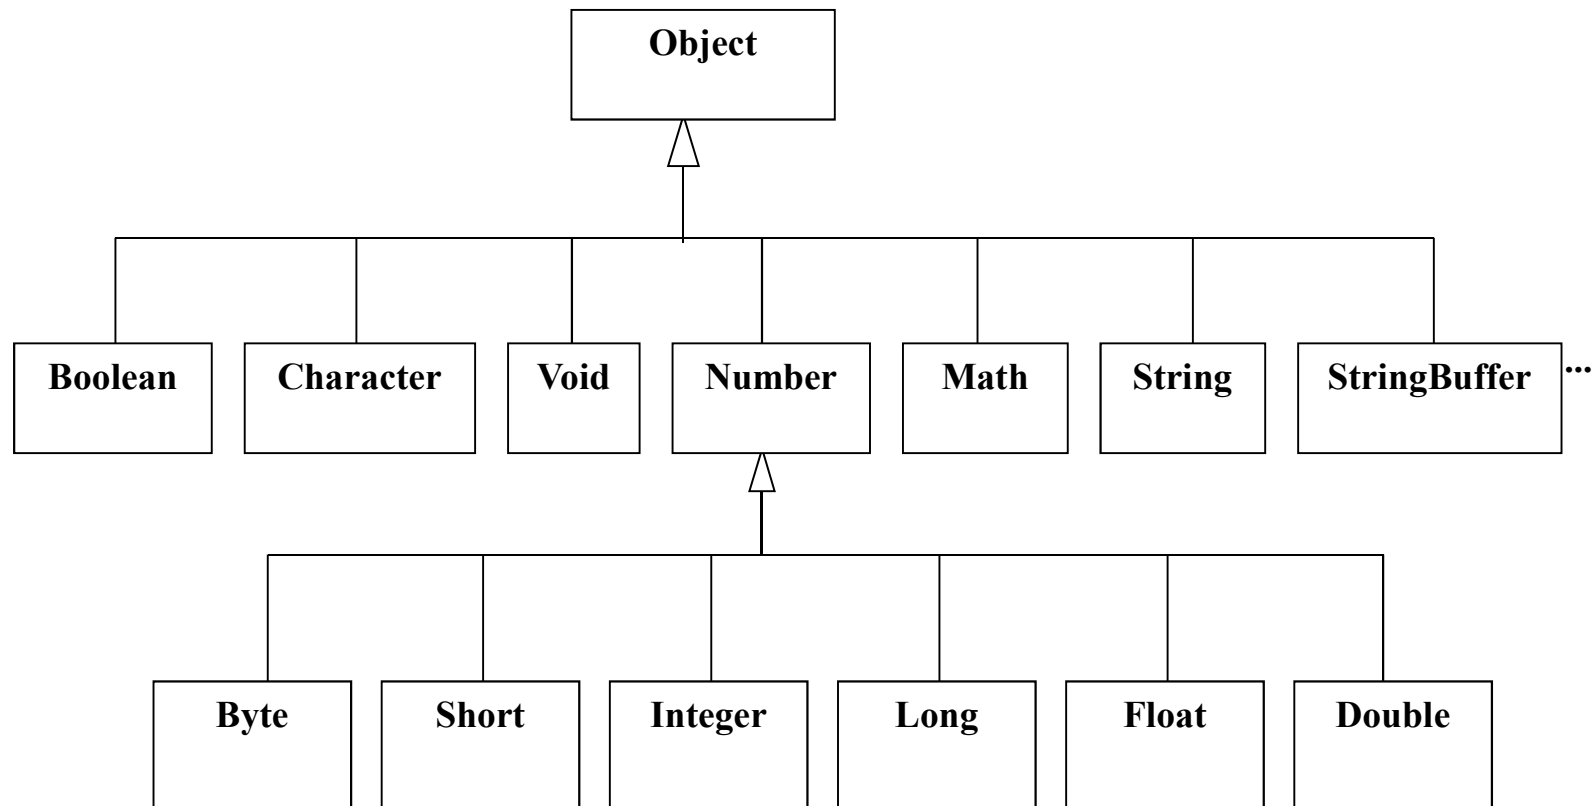 Object
Boolean Character Void Number Math String StringBuffer ...
Byte Short Integer Long Float Double